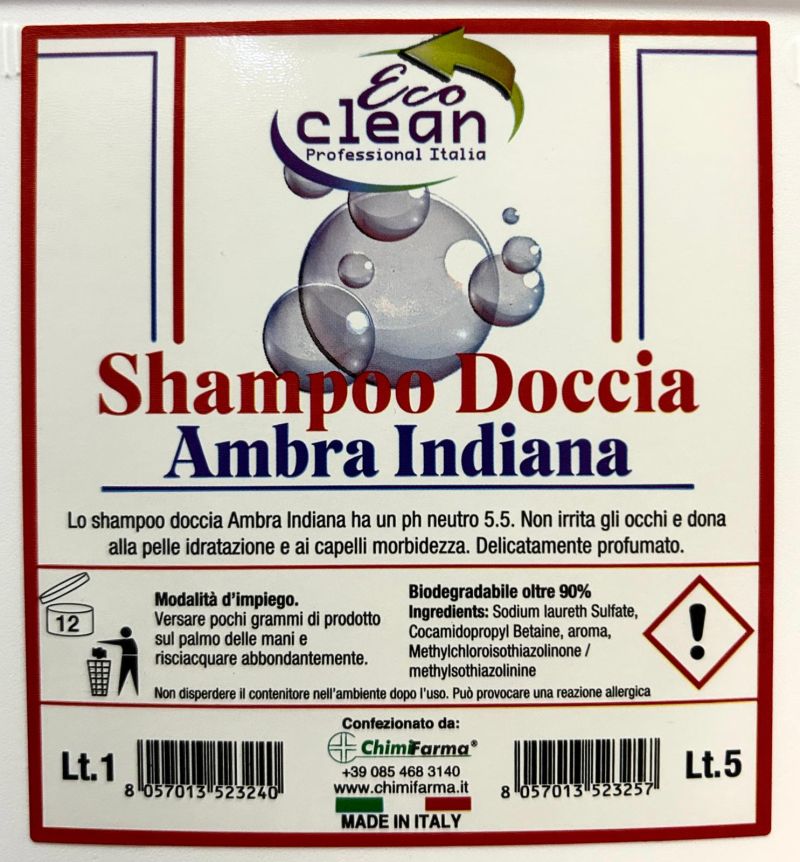 Eco
clean
Professional Italia
Shampoo Doccia
Ambra Indiana
Lo shampoo doccia Ambra Indiana ha un ph neutro 5.5. Non irrita gli occhi e dona
alla pelle idratazione e ai capelli morbidezza. Delicatamente profumato.
12
Modalità d'impiego.
Versare pochi grammi di prodotto
sul palmo delle mani e
risciacquare abbondantemente.
Biodegradabile oltre 90%
Ingredients: Sodium laureth Sulfate,
Cocamidopropyl Betaine, aroma,
Methylchloroisothiazolinone /
methylsothiazolinine
Non disperdere il contenitore nell'ambiente dopo l'uso. Può provocare una reazione allergica
Lt.1
8 057013 523240
Confezionato da:
ChimiFarma®
+39 085 468 3140
www.chimifarma.it
MADE IN ITALY
8 057013 523257
Lt.5